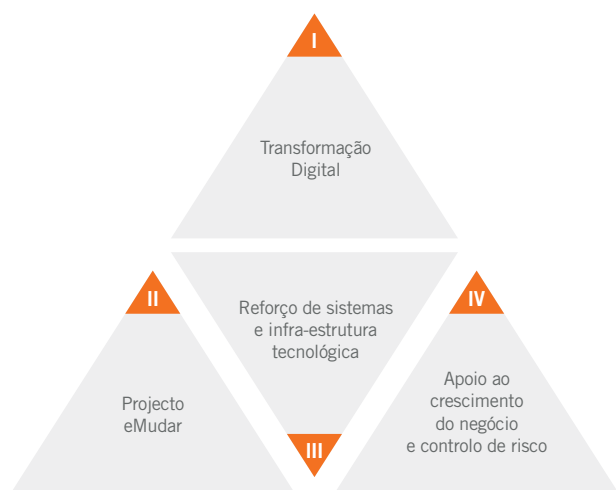 I
Transformação
Digital
II
Projecto
eMudar
Reforço de sistemas
e infra-estrutura
tecnológica
III
IV
Apoio ao
crescimento
do negócio
e controlo de risco